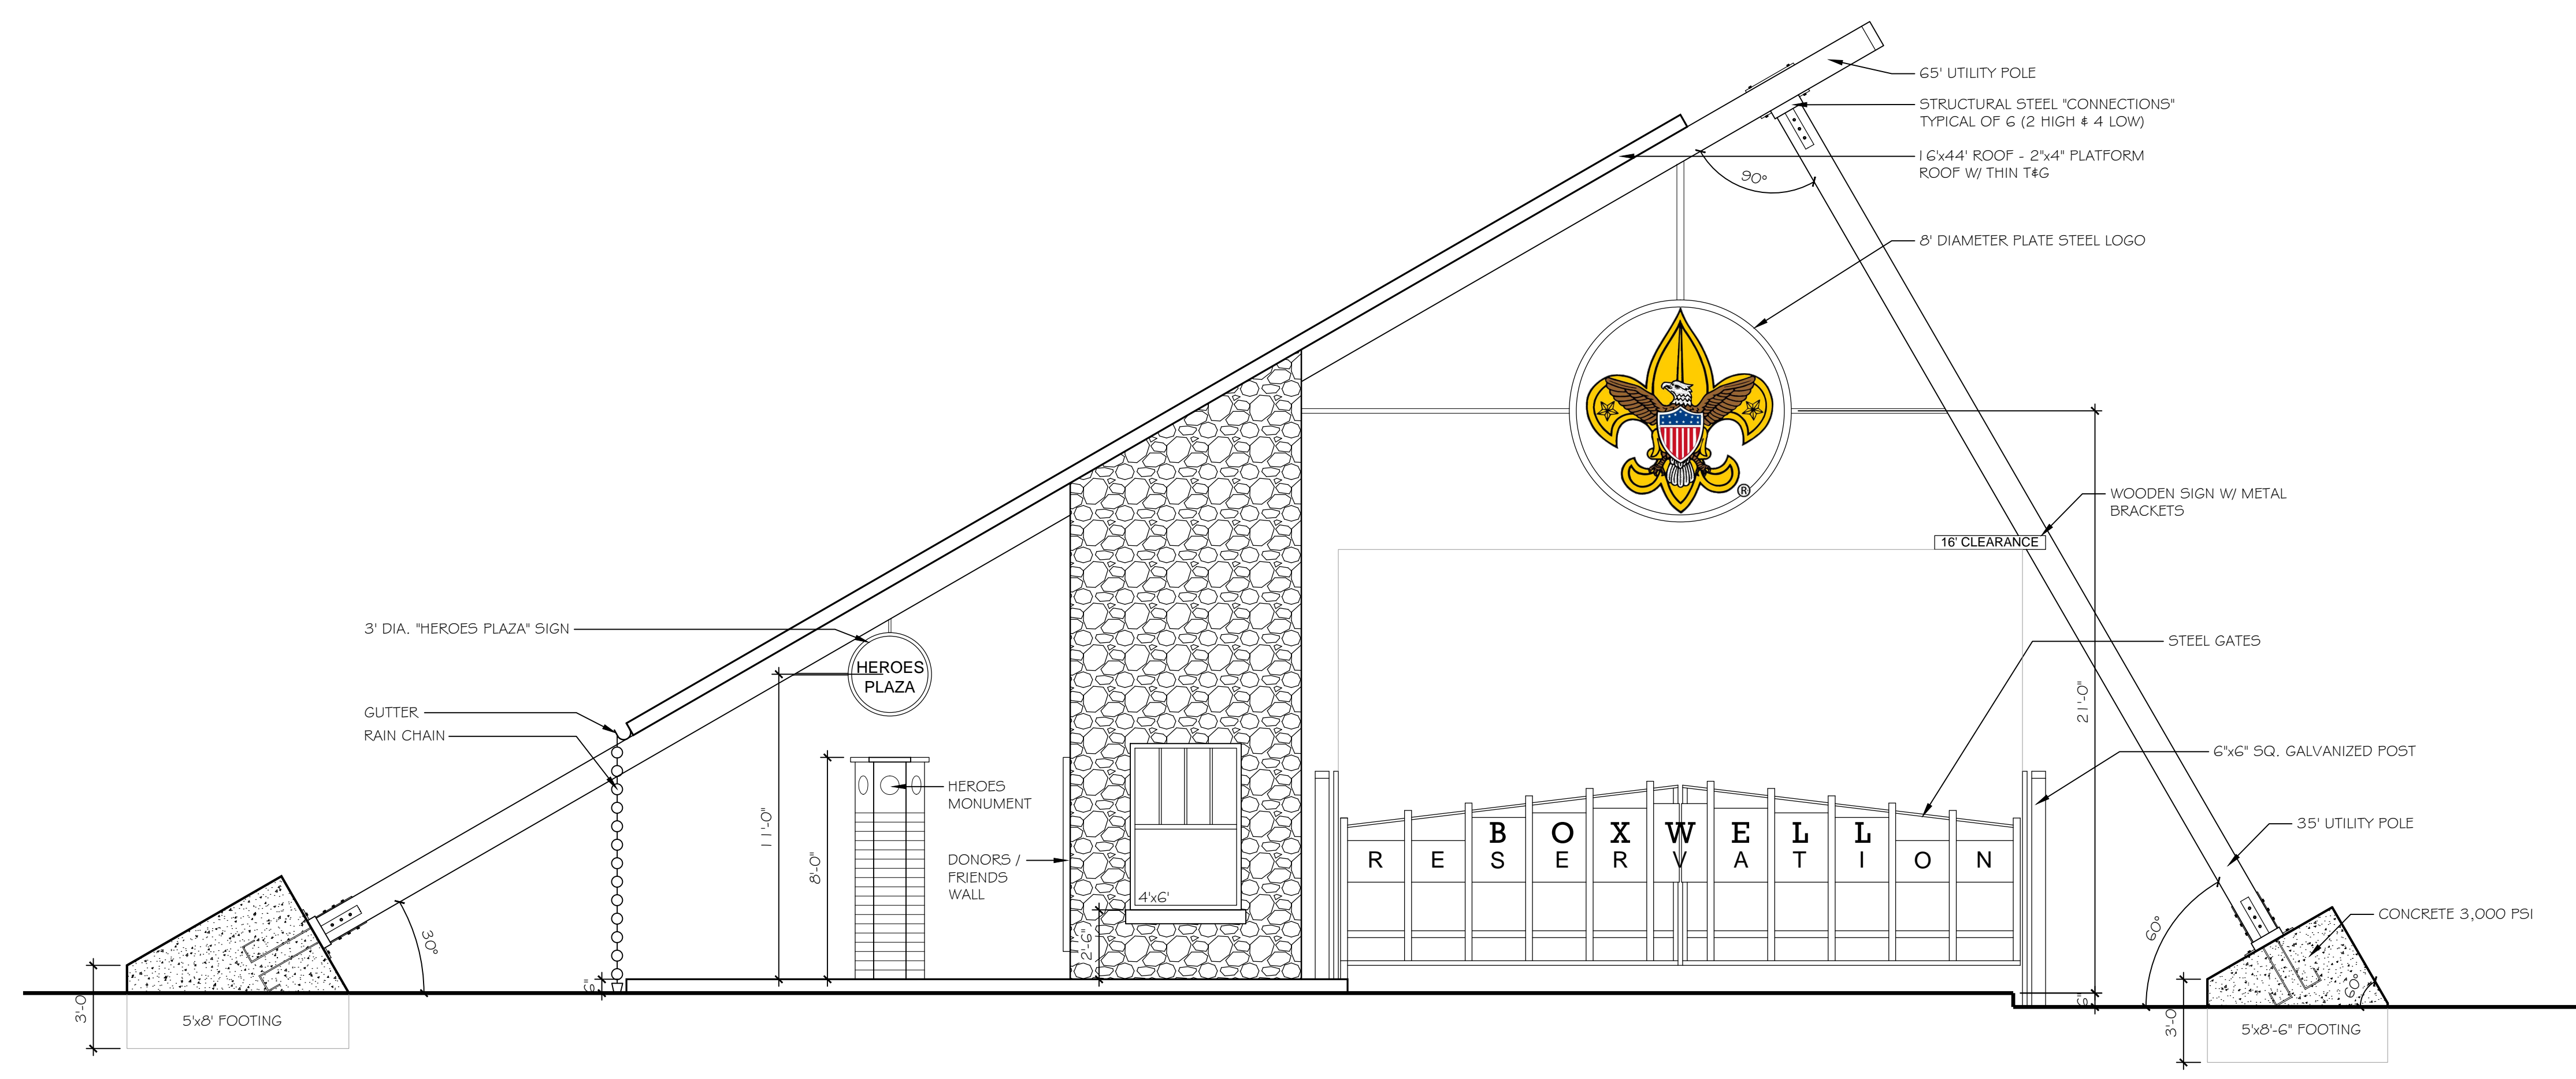 65' UTILITY POLE
STRUCTURAL STEEL "CONNECTIONS"
TYPICAL OF 6 (2 HIGH & 4 LOW)
16'x44' ROOF - 2"x4" PLATFORM
ROOF W/ THIN T&G
90°
8' DIAMETER PLATE STEEL LOGO
®
WOODEN SIGN W/ METAL
BRACKETS
16' CLEARANCE
3' DIA. "HEROES PLAZA" SIGN
HEROES
PLAZA
STEEL GATES
21'-0"
GUTTER
RAIN CHAIN
6"x6" SQ. GALVANIZED POST
HEROES
MONUMENT
11'-0"
8'-0"
35' UTILITY POLE
BOXWELL
RESERVATION
DONORS /
FRIENDS
WALL
4'x6'
2'-6"
30°
60°
CONCRETE 3,000 PSI
60°
6"
6"
3'-0
5'x8' FOOTING
3'-0
5'x8'-6" FOOTING